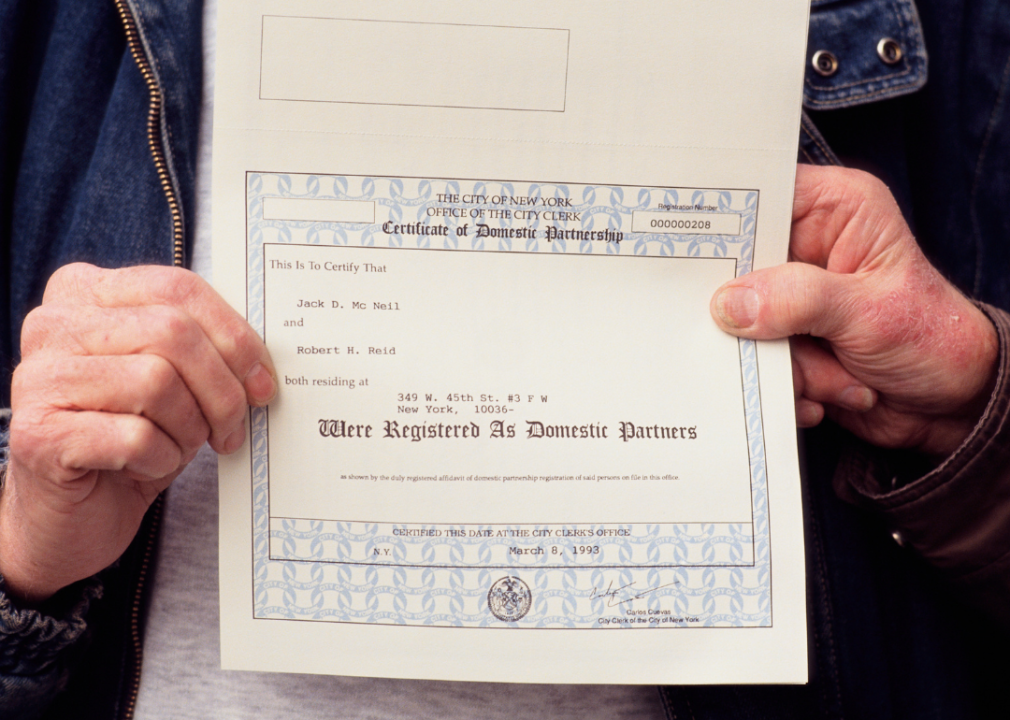 THE CITY OF NEW YORK
OFFICE OF THE CITY CLERK
Certificate of Domestic Partnership
Registration Number
000000208
This Is To Certify That
Jack D. Mc Neil
and
Robert H. Reid
both residing at
349 W. 45th St. #3 F W
New York, 10036-
Were Registered As Domestic Partners
as shown by the duly registered affidavit of domestic partnership registration of said persons on file in this office.
CERTIFIED THIS DATE AT THE CITY CLERK'S OFFICE
N.Y. March 8, 1993
Carlos Cuevas
City Clerk of the City of New York